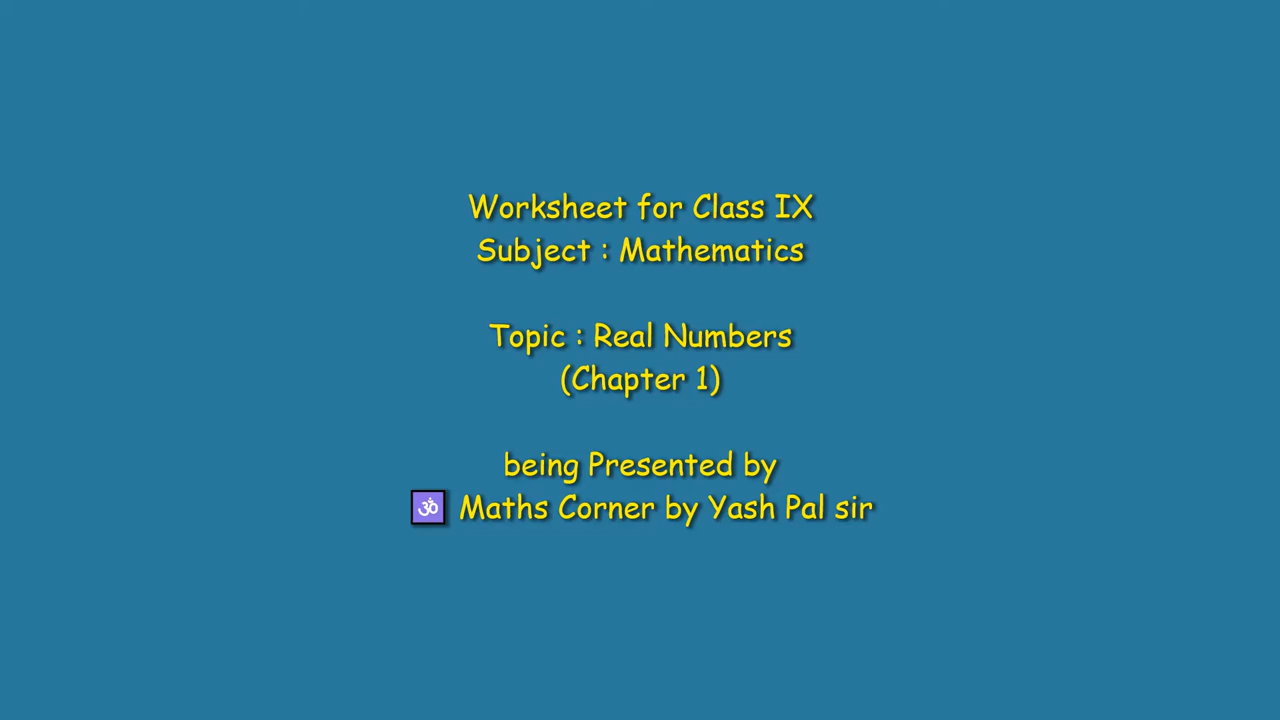 Worksheet for Class IX
Subject : Mathematics
Topic : Real Numbers
(Chapter 1)
being Presented by
🕉 Maths Corner by Yash Pal sir